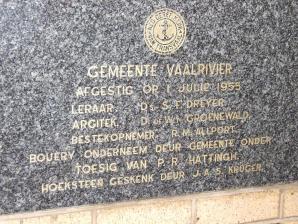 GEMEENTE VAALRIVIER
AFGESTIG OP 1 JULIE 1955
LERAAR, Ds. S. F. DREYER.
ARGITEK, D. H. GROENEWALD.
BESTEKOPNEMER, R. M. ALLPORT.
BOUERV ONDERNEEM DEUR GEMEENTE ONDER
TOESIG VAN P. R. HATTINGH.
HOEKSTEEN GESKENK DEUR J. A. S. KRUGER.